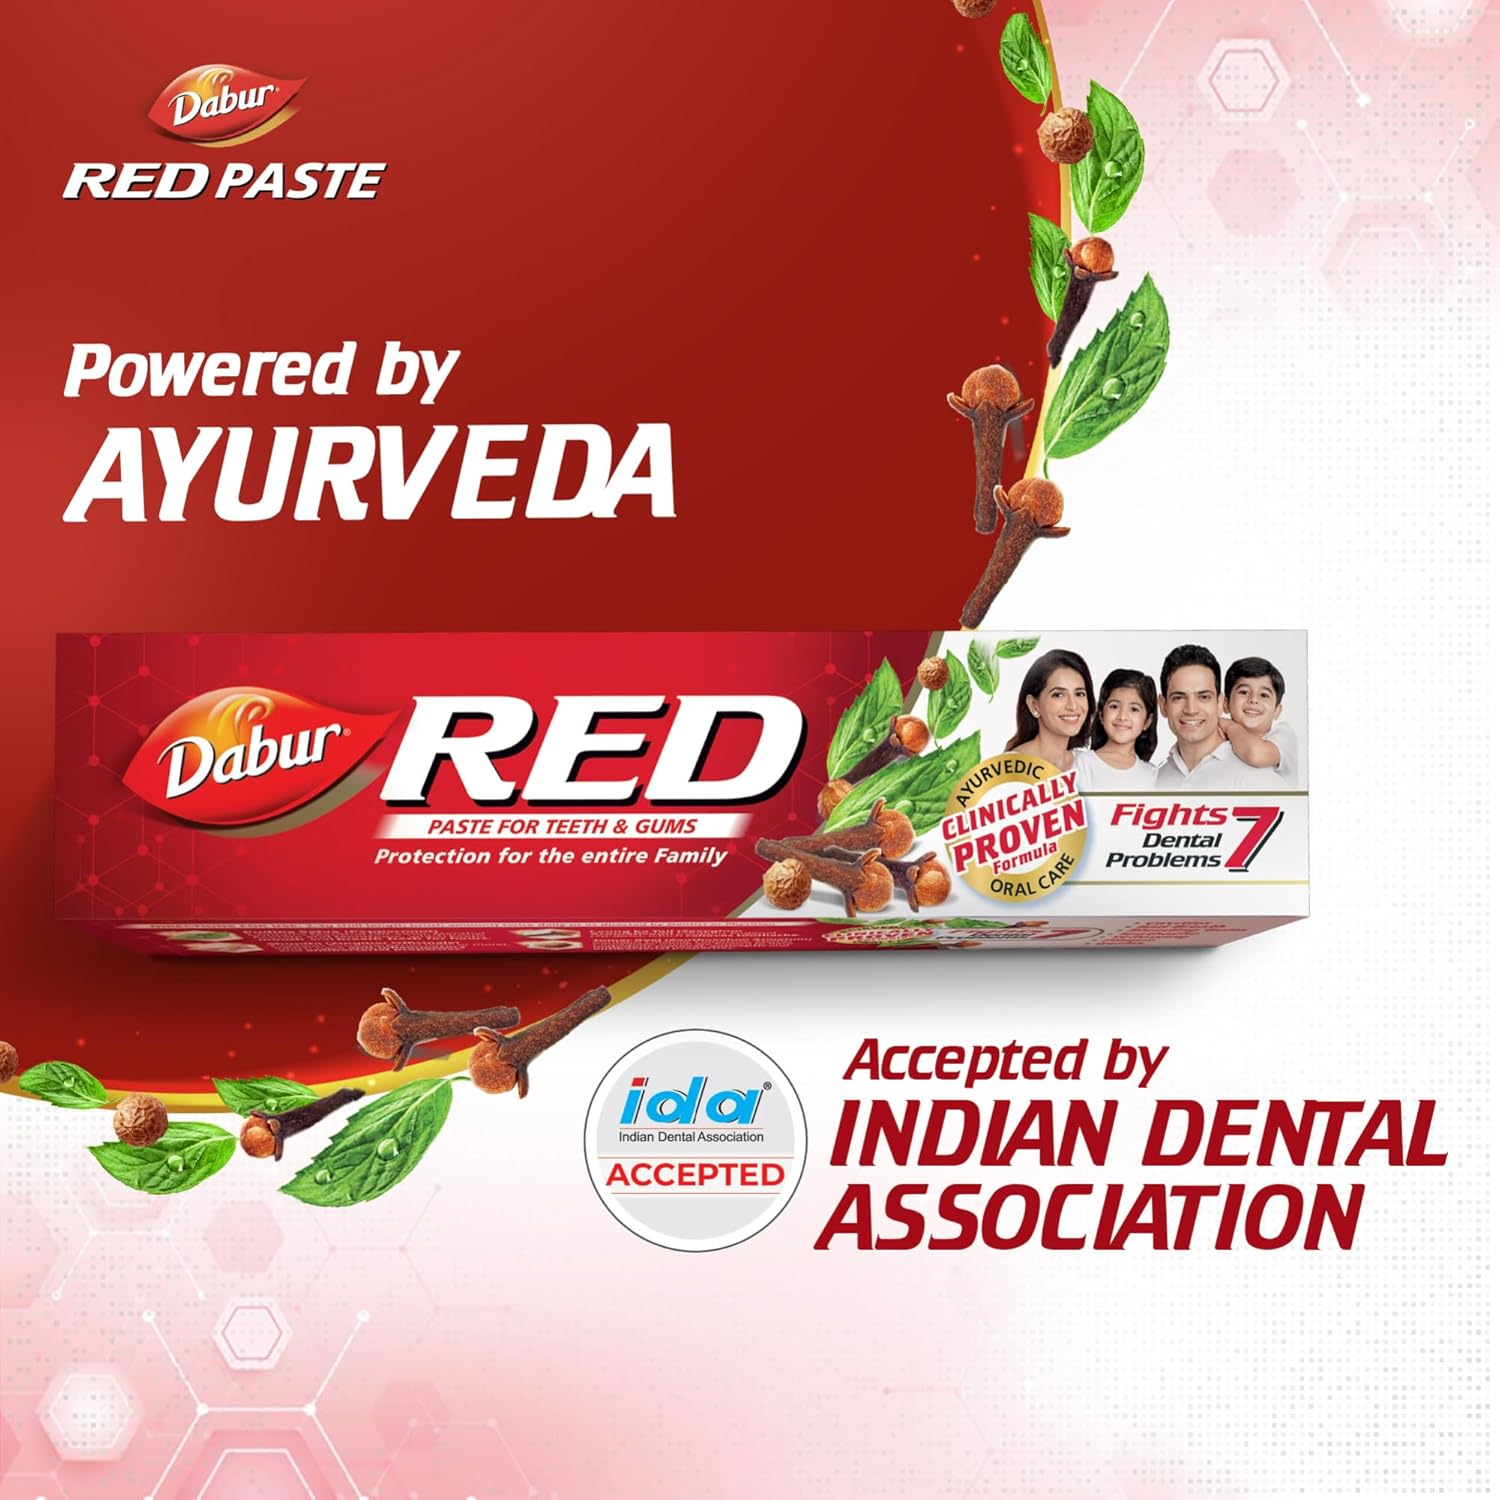 Dabur
RED PASTE
Powered by
AYURVEDA
Dabur
RED
PASTE FOR TEETH & GUMS
Protection for the entire Family
AYURVEDIC
CLINICALLY
PROVEN
Formula
ORAL CARE
Fights 7
Dental
Problems
ida®
Indian Dental Association
ACCEPTED
Accepted by
INDIAN DENTAL
ASSOCIATION